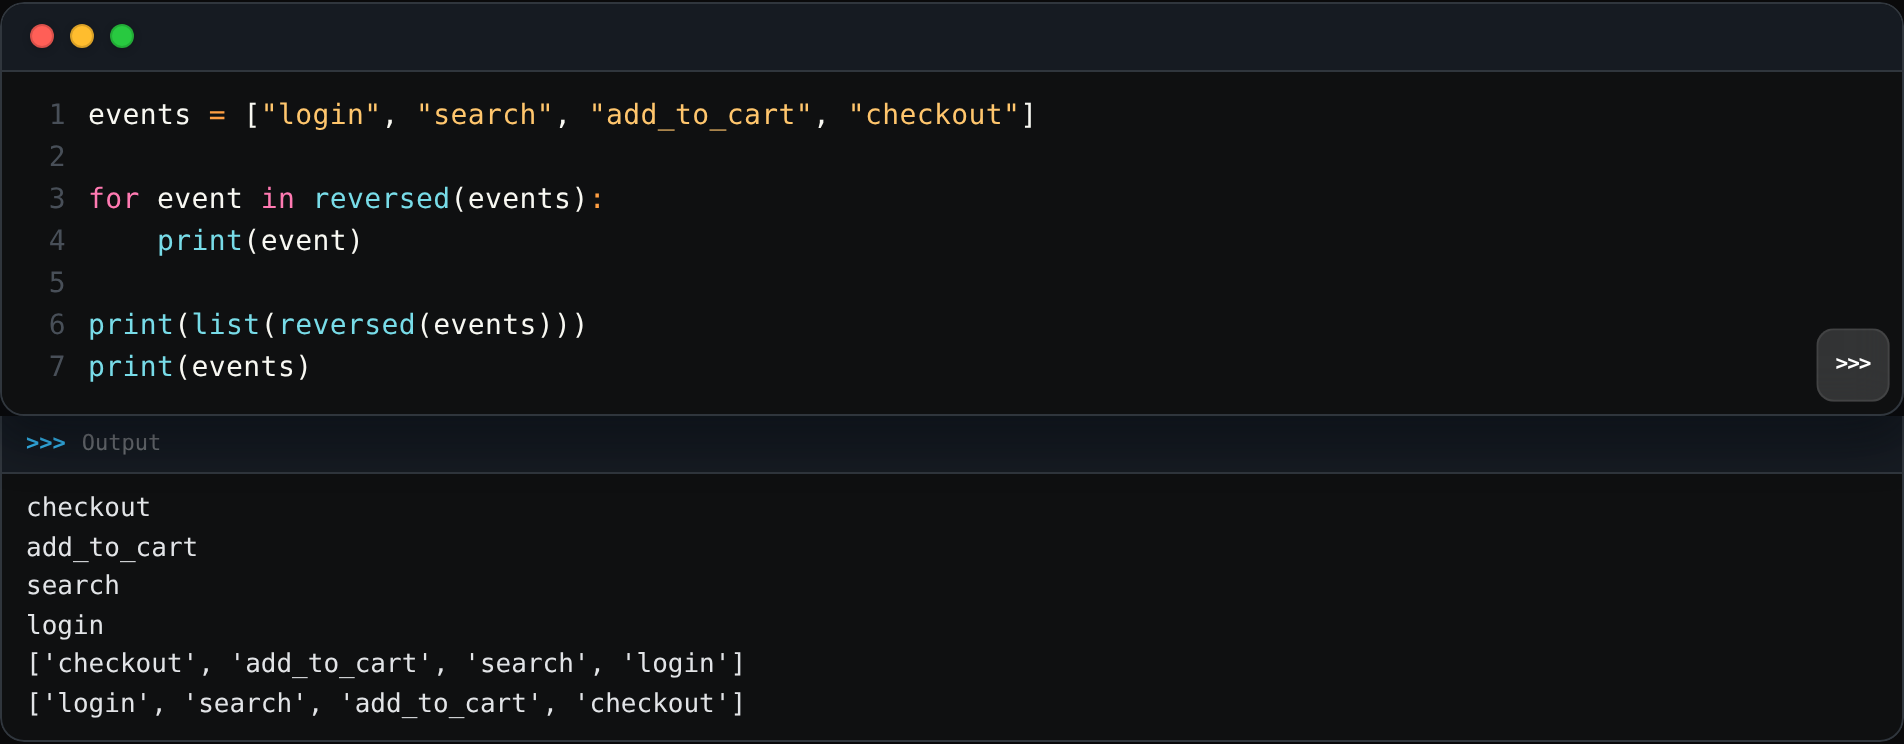 1 events = ["login", "search", "add_to_cart", "checkout"]
2
3 for event in reversed(events):
4     print(event)
5
6 print(list(reversed(events)))
7 print(events)
>>>
>>> Output
checkout
add_to_cart
search
login
['checkout', 'add_to_cart', 'search', 'login']
['login', 'search', 'add_to_cart', 'checkout']